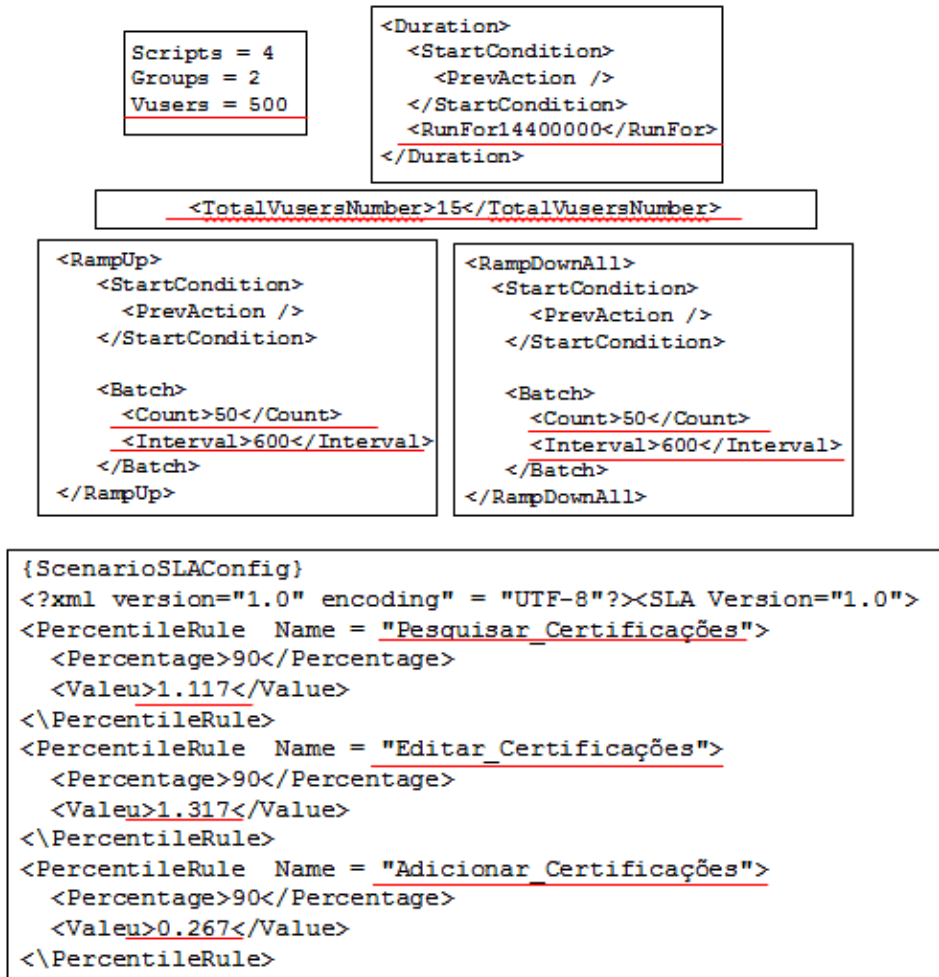 Scripts = 4
Groups = 2
Vusers = 500
<Duration>
<StartCondition>
<PrevAction />
</StartCondition>
<RunFor14400000</RunFor>
</Duration>
<TotalVusersNumber>15</TotalVusersNumber>
<RampUp>
<StartCondition>
<PrevAction />
</StartCondition>
<Batch>
<Count>50</Count>
<Interval>600</Interval>
</Batch>
</RampUp>
<RampDownAll>
<StartCondition>
<PrevAction />
</StartCondition>
<Batch>
<Count>50</Count>
<Interval>600</Interval>
</Batch>
</RampDownAll>
{ScenarioSLAConfig}
<?xml version="1.0" encoding" = "UTF-8"?><SLA Version="1.0">
<PercentileRule Name = "Pesquisar_Certificações">
<Percentage>90</Percentage>
<Valeu>1.117</Value>
<\PercentileRule>
<PercentileRule Name = "Editar_Certificações">
<Percentage>90</Percentage>
<Valeu>1.317</Value>
<\PercentileRule>
<PercentileRule Name = "Adicionar_Certificações">
<Percentage>90</Percentage>
<Valeu>0.267</Value>
<\PercentileRule>